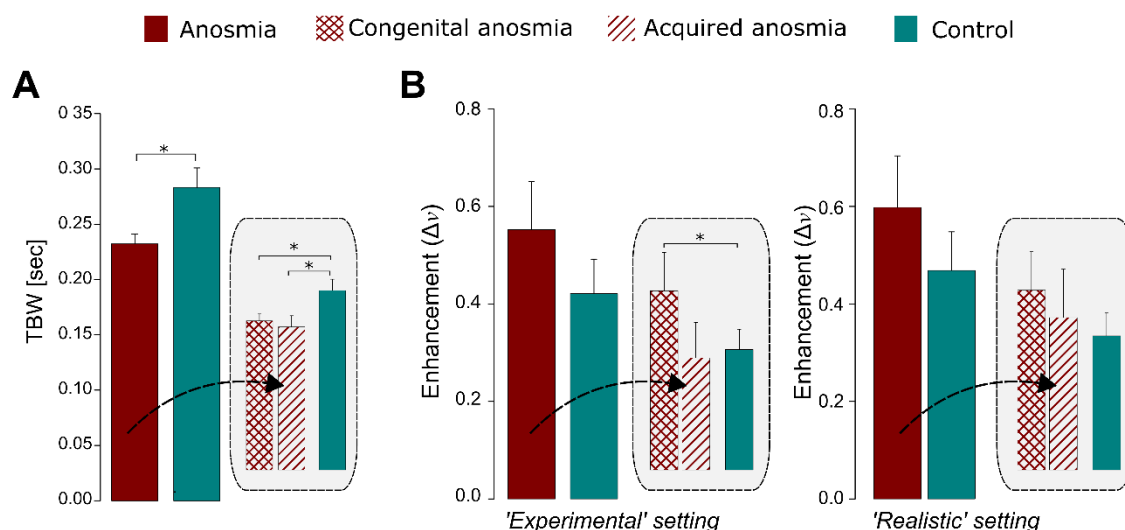 Anosmia Congenital anosmia Acquired anosmia Control
A
TBW [sec]
0.35
0.30
0.25
0.20
0.15
0.10
0.05
0.00
*
*
*
B
Enhancement (Δν)
0.8
0.6
0.4
0.2
0.0
*
'Experimental' setting
Enhancement (Δν)
0.8
0.6
0.4
0.2
0.0
'Realistic' setting